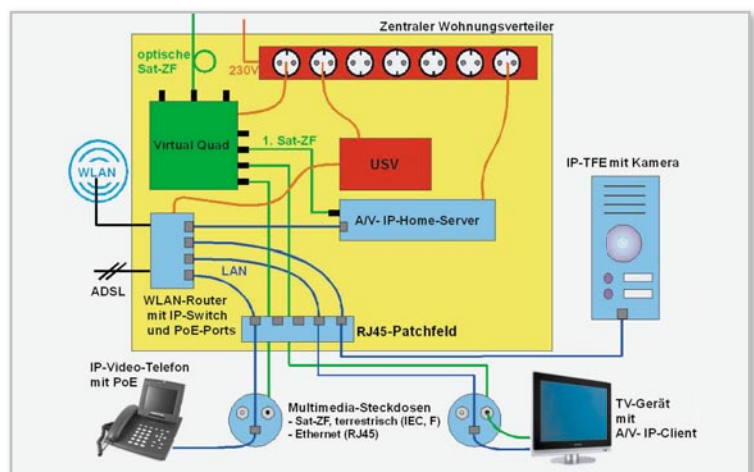 Zentraler Wohnungsverteiler
optische
Sat-ZF
230V
Virtual Quad
1. Sat-ZF
USV
WLAN
IP-TFE mit Kamera
A/V- IP-Home-Server
LAN
ADSL
WLAN-Router
mit IP-Switch
und PoE-Ports
RJ45-Patchfeld
IP-Video-Telefon
mit PoE
Multimedia-Steckdosen
- Sat-ZF, terrestrisch (IEC, F)
- Ethernet (RJ45)
TV-Gerät
mit
A/V- IP-Client